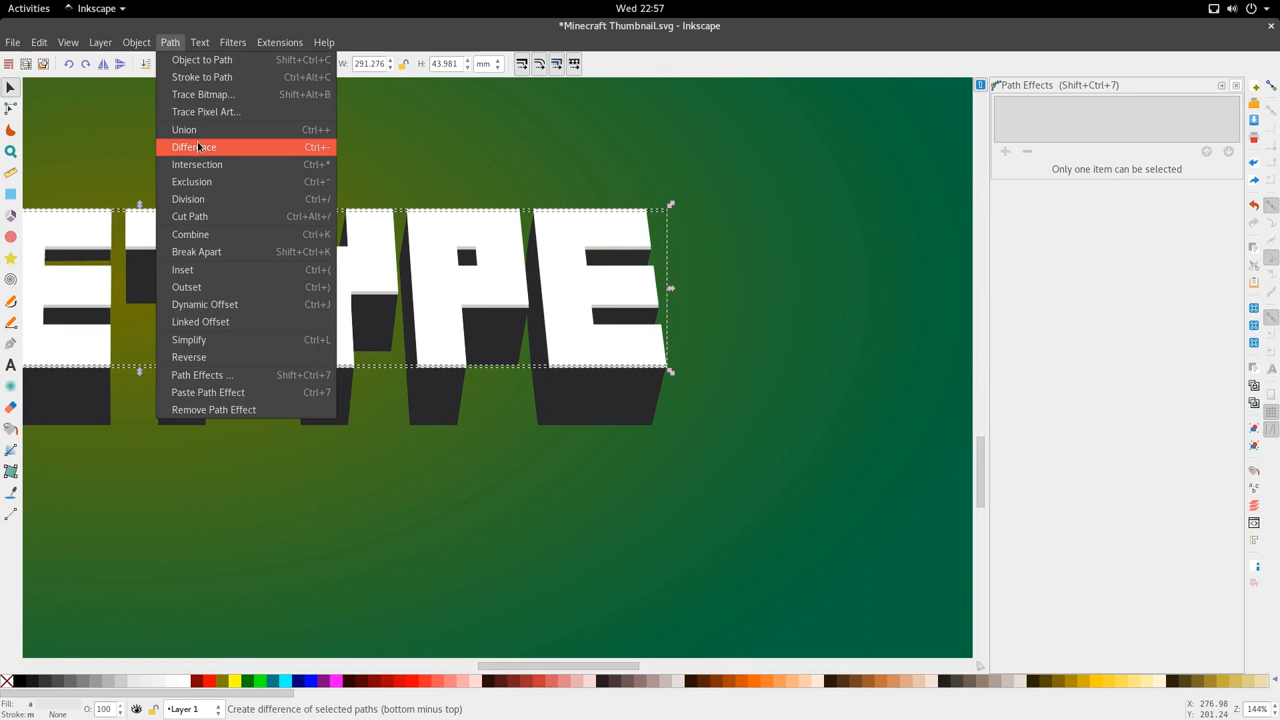 Activities
Inkscape
Wed 22:57
*Minecraft Thumbnail.svg - Inkscape
File Edit View Layer Object Path Text Filters Extensions Help
W: 291.276 H: 43.981 mm
Object to Path Shift+Ctrl+C
Stroke to Path Ctrl+Alt+C
Trace Bitmap... Shift+Alt+B
Trace Pixel Art...
Union Ctrl++
Difference Ctrl+-
Intersection Ctrl+*
Exclusion Ctrl+^
Division Ctrl+/
Cut Path Ctrl+Alt+/
Combine Ctrl+K
Break Apart Shift+Ctrl+K
Inset Ctrl+(
Outset Ctrl+)
Dynamic Offset Ctrl+J
Linked Offset
Simplify Ctrl+L
Reverse
Path Effects ... Shift+Ctrl+7
Paste Path Effect Ctrl+7
Remove Path Effect
Path Effects (Shift+Ctrl+7)
Only one item can be selected
PE
Fill: a
Stroke: m None
O: 100
•Layer 1
Create difference of selected paths (bottom minus top)
X: 276.98
Y: 201.24
Z: 144%